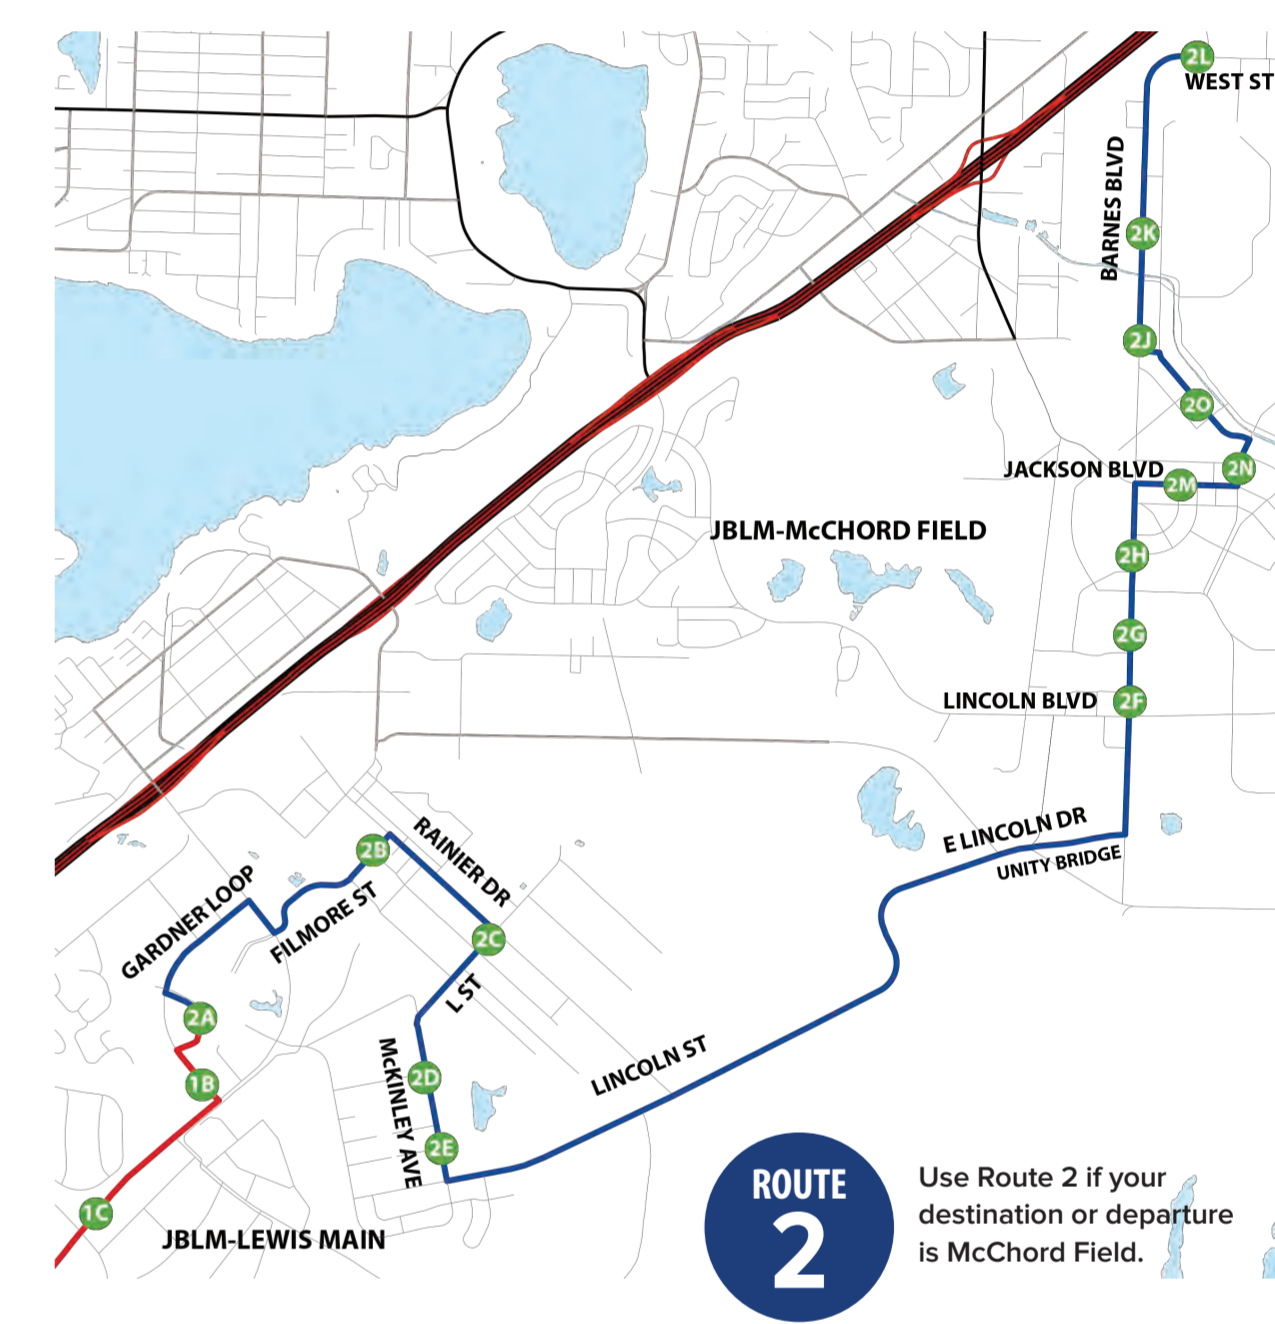 2L
WEST ST
BARNES BLVD
2K
2J
2O
JACKSON BLVD
2M
2N
JBLM-McCHORD FIELD
2H
2G
LINCOLN BLVD
2F
E LINCOLN DR
UNITY BRIDGE
2B
RAINIER DR
GARDNER LOOP
FILMORE ST
2C
L ST
2A
McKINLEY AVE
2D
LINCOLN ST
1B
2E
1C
JBLM-LEWIS MAIN
ROUTE
2
Use Route 2 if your
destination or departure
is McChord Field.